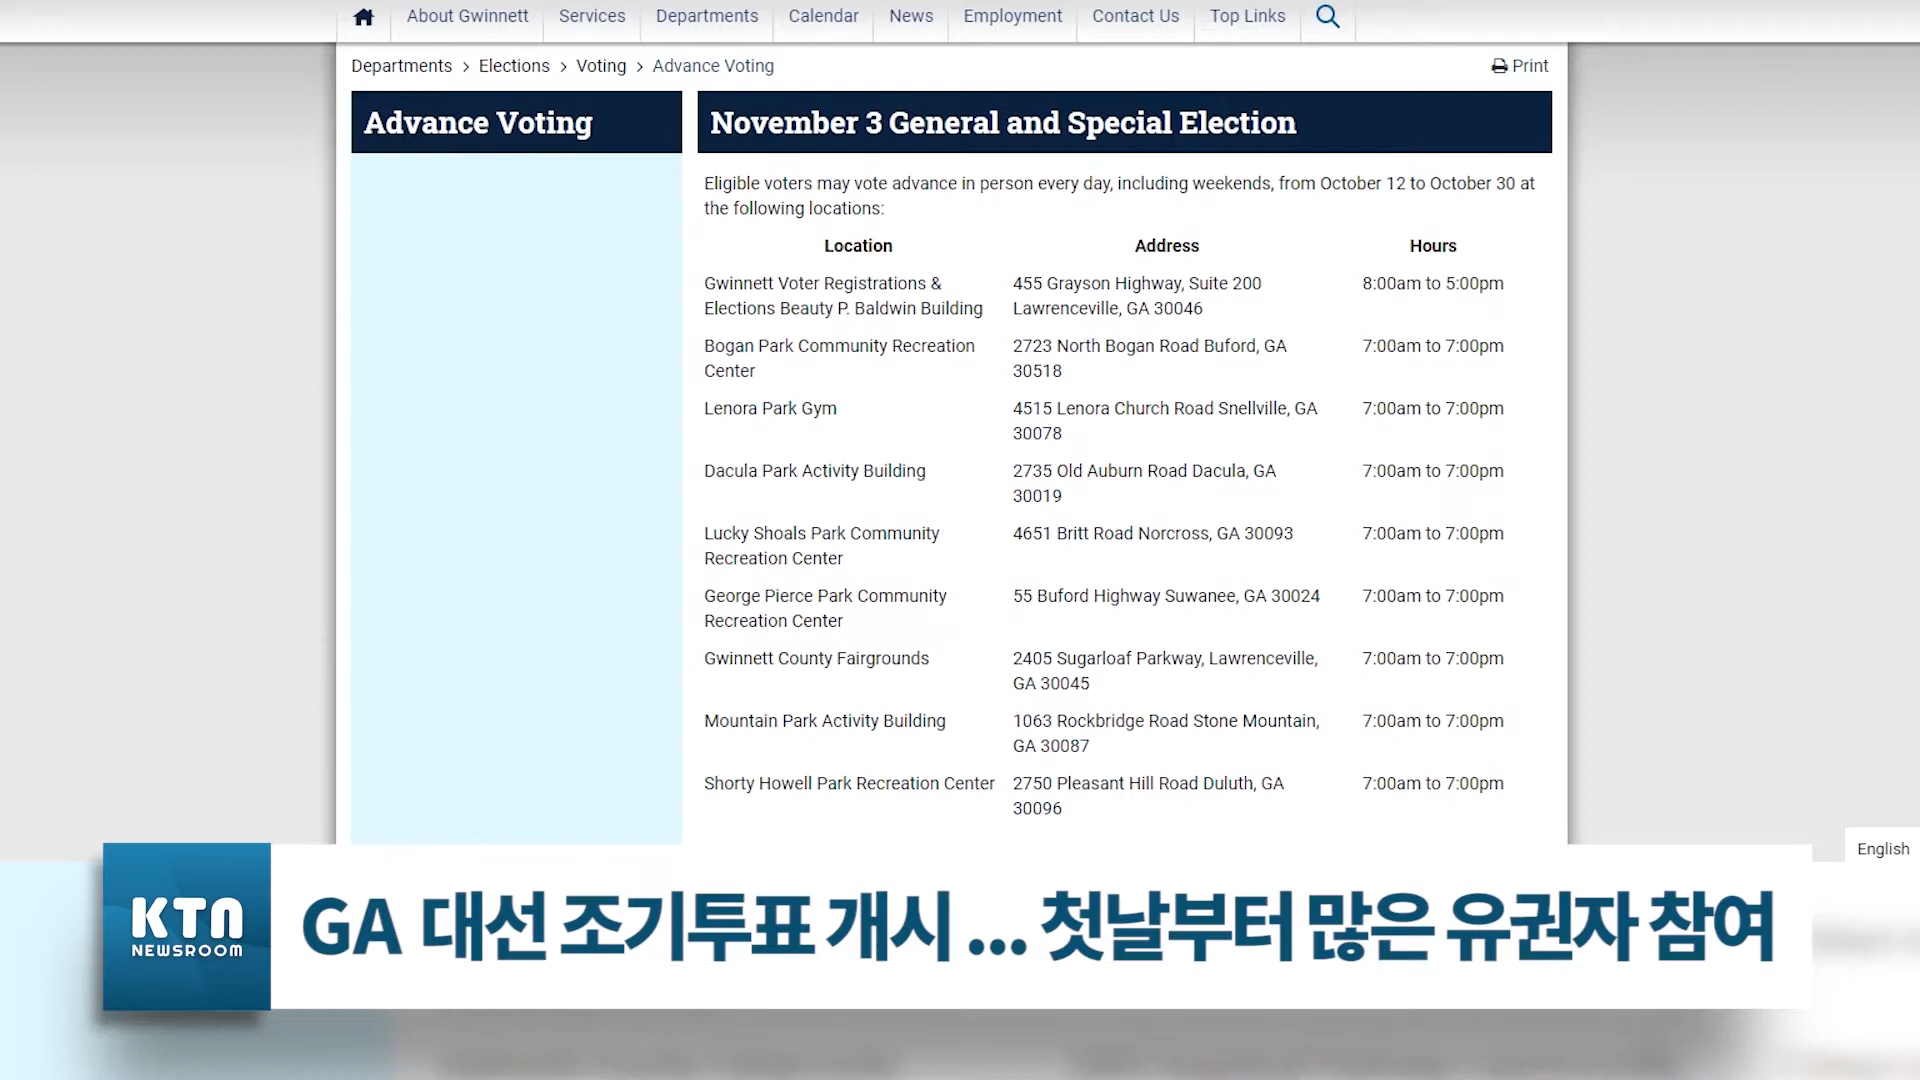 About Gwinnett Services Departments Calendar News Employment Contact Us Top Links
Departments > Elections > Voting > Advance Voting Print
Advance Voting
November 3 General and Special Election
Eligible voters may vote advance in person every day, including weekends, from October 12 to October 30 at
the following locations:
Location Address Hours
Gwinnett Voter Registrations & 455 Grayson Highway, Suite 200 8:00am to 5:00pm
Elections Beauty P. Baldwin Building Lawrenceville, GA 30046
Bogan Park Community Recreation 2723 North Bogan Road Buford, GA 7:00am to 7:00pm
Center 30518
Lenora Park Gym 4515 Lenora Church Road Snellville, GA 7:00am to 7:00pm
30078
Dacula Park Activity Building 2735 Old Auburn Road Dacula, GA 7:00am to 7:00pm
30019
Lucky Shoals Park Community 4651 Britt Road Norcross, GA 30093 7:00am to 7:00pm
Recreation Center
George Pierce Park Community 55 Buford Highway Suwanee, GA 30024 7:00am to 7:00pm
Recreation Center
Gwinnett County Fairgrounds 2405 Sugarloaf Parkway, Lawrenceville, 7:00am to 7:00pm
GA 30045
Mountain Park Activity Building 1063 Rockbridge Road Stone Mountain, 7:00am to 7:00pm
GA 30087
Shorty Howell Park Recreation Center 2750 Pleasant Hill Road Duluth, GA 7:00am to 7:00pm
30096
English
KTN
NEWSROOM
GA 대선 조기투표 개시 ... 첫날부터 많은 유권자 참여